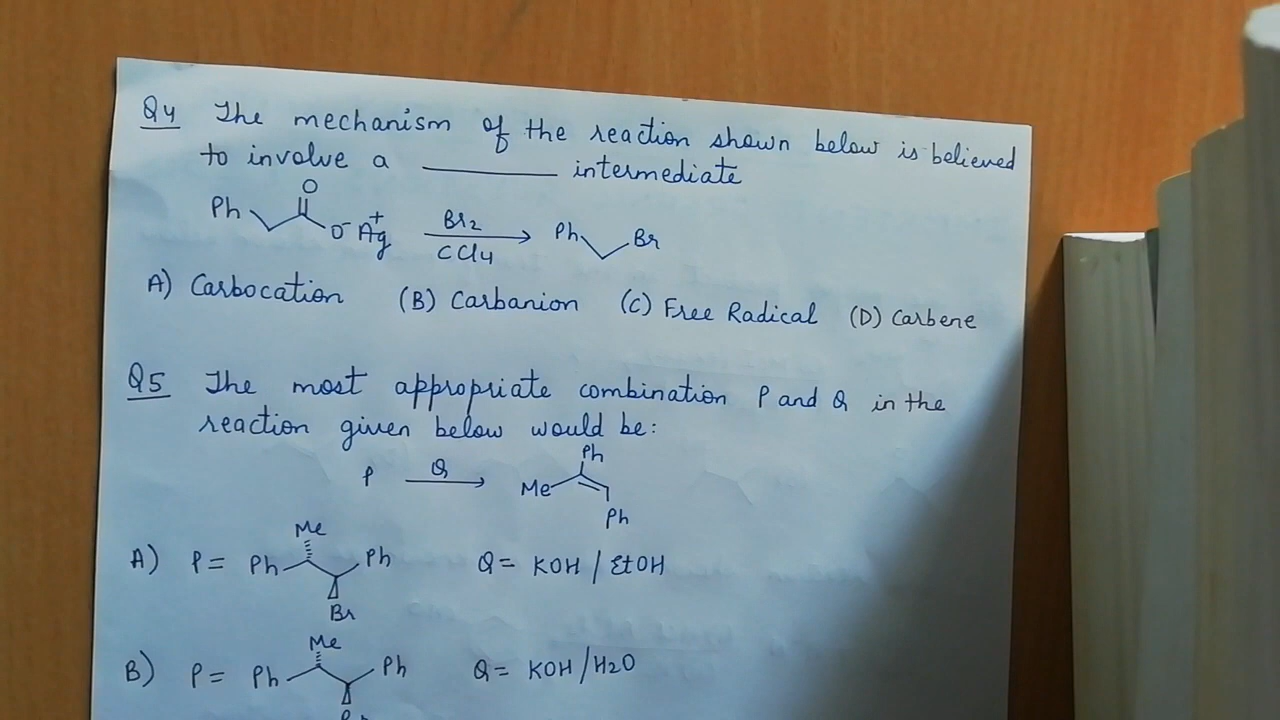 Q4 The mechanism of the reaction shown below is believed
to involve a ________ intermediate
Ph O O⁻ Ag⁺ Br₂ CCl₄ Ph Br
A) Carbocation (B) Carbanion (C) Free Radical (D) Carbene
Q5 The most appropriate combination P and Q in the
reaction given below would be:
P Q Me Ph Ph
A) P= Ph Me Ph Br Q= KOH / EtOH
B) P= Ph Me Ph Q= KOH / H₂O